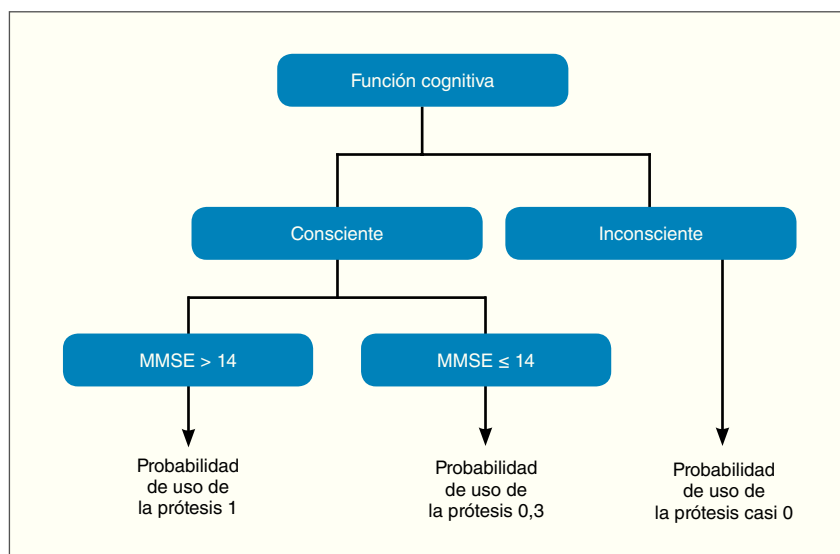 Función cognitiva
Consciente
Inconsciente
MMSE > 14
MMSE ≤ 14
Probabilidad
de uso de
la prótesis 1
Probabilidad
de uso de
la prótesis 0,3
Probabilidad
de uso de
la prótesis casi 0